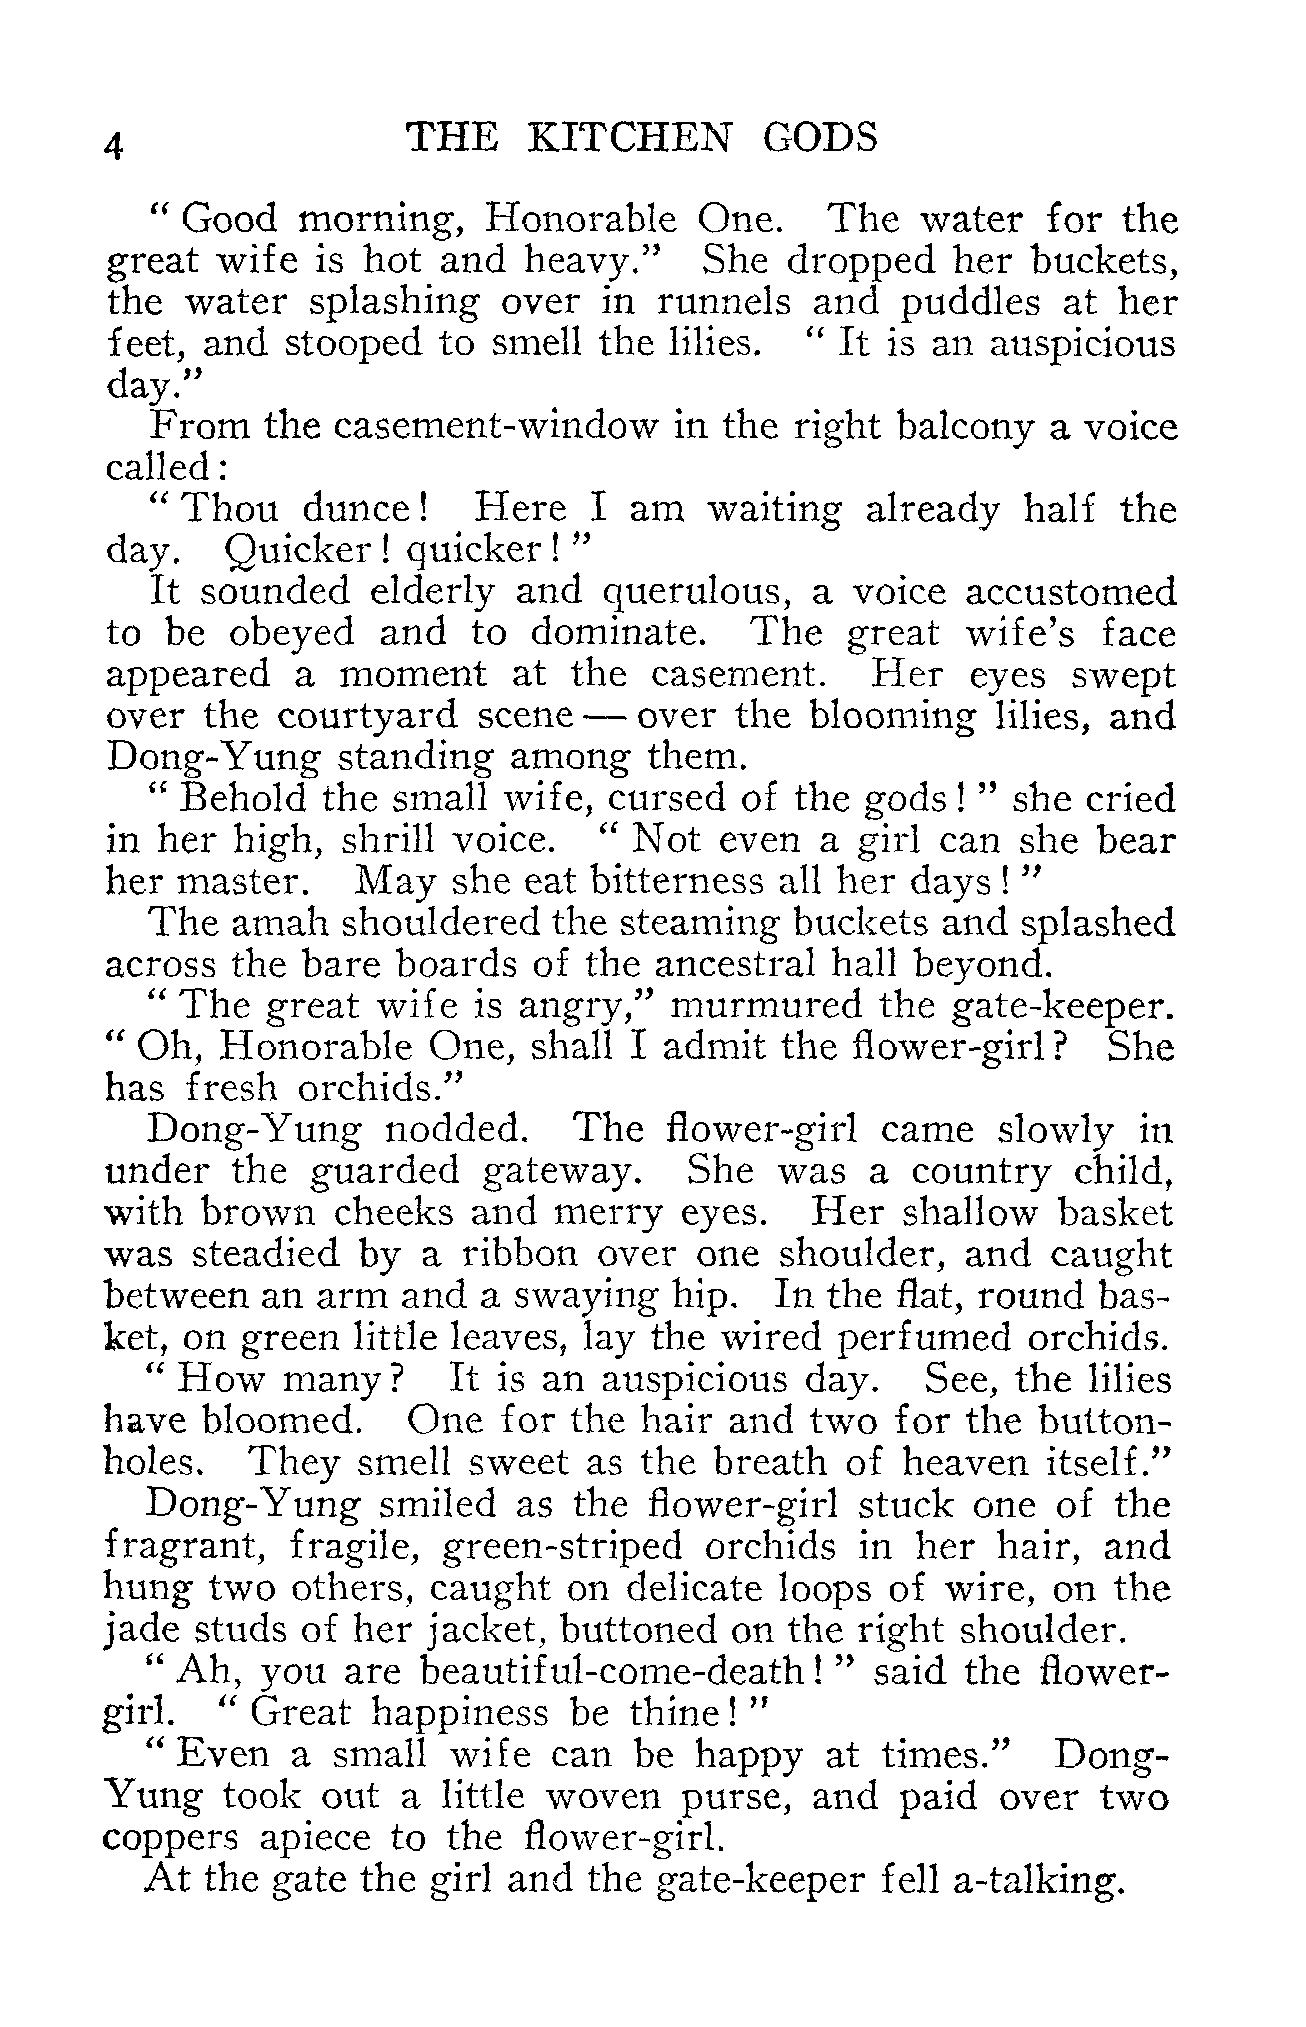 4 THE KITCHEN GODS
" Good morning, Honorable One. The water for the
great wife is hot and heavy." She dropped her buckets,
the water splashing over in runnels and puddles at her
feet, and stooped to smell the lilies. " It is an auspicious
day."
From the casement-window in the right balcony a voice
called :
" Thou dunce ! Here I am waiting already half the
day. Quicker ! quicker ! "
It sounded elderly and querulous, a voice accustomed
to be obeyed and to dominate. The great wife's face
appeared a moment at the casement. Her eyes swept
over the courtyard scene — over the blooming lilies, and
Dong-Yung standing among them.
" Behold the small wife, cursed of the gods ! " she cried
in her high, shrill voice. " Not even a girl can she bear
her master. May she eat bitterness all her days ! "
The amah shouldered the steaming buckets and splashed
across the bare boards of the ancestral hall beyond.
" The great wife is angry," murmured the gate-keeper.
" Oh, Honorable One, shall I admit the flower-girl ? She
has fresh orchids."
Dong-Yung nodded. The flower-girl came slowly in
under the guarded gateway. She was a country child,
with brown cheeks and merry eyes. Her shallow basket
was steadied by a ribbon over one shoulder, and caught
between an arm and a swaying hip. In the flat, round bas-
ket, on green little leaves, lay the wired perfumed orchids.
" How many ? It is an auspicious day. See, the lilies
have bloomed. One for the hair and two for the button-
holes. They smell sweet as the breath of heaven itself."
Dong-Yung smiled as the flower-girl stuck one of the
fragrant, fragile, green-striped orchids in her hair, and
hung two others, caught on delicate loops of wire, on the
jade studs of her jacket, buttoned on the right shoulder.
" Ah, you are beautiful-come-death ! " said the flower-
girl. " Great happiness be thine ! "
" Even a small wife can be happy at times." Dong-
Yung took out a little woven purse, and paid over two
coppers apiece to the flower-girl.
At the gate the girl and the gate-keeper fell a-talking.